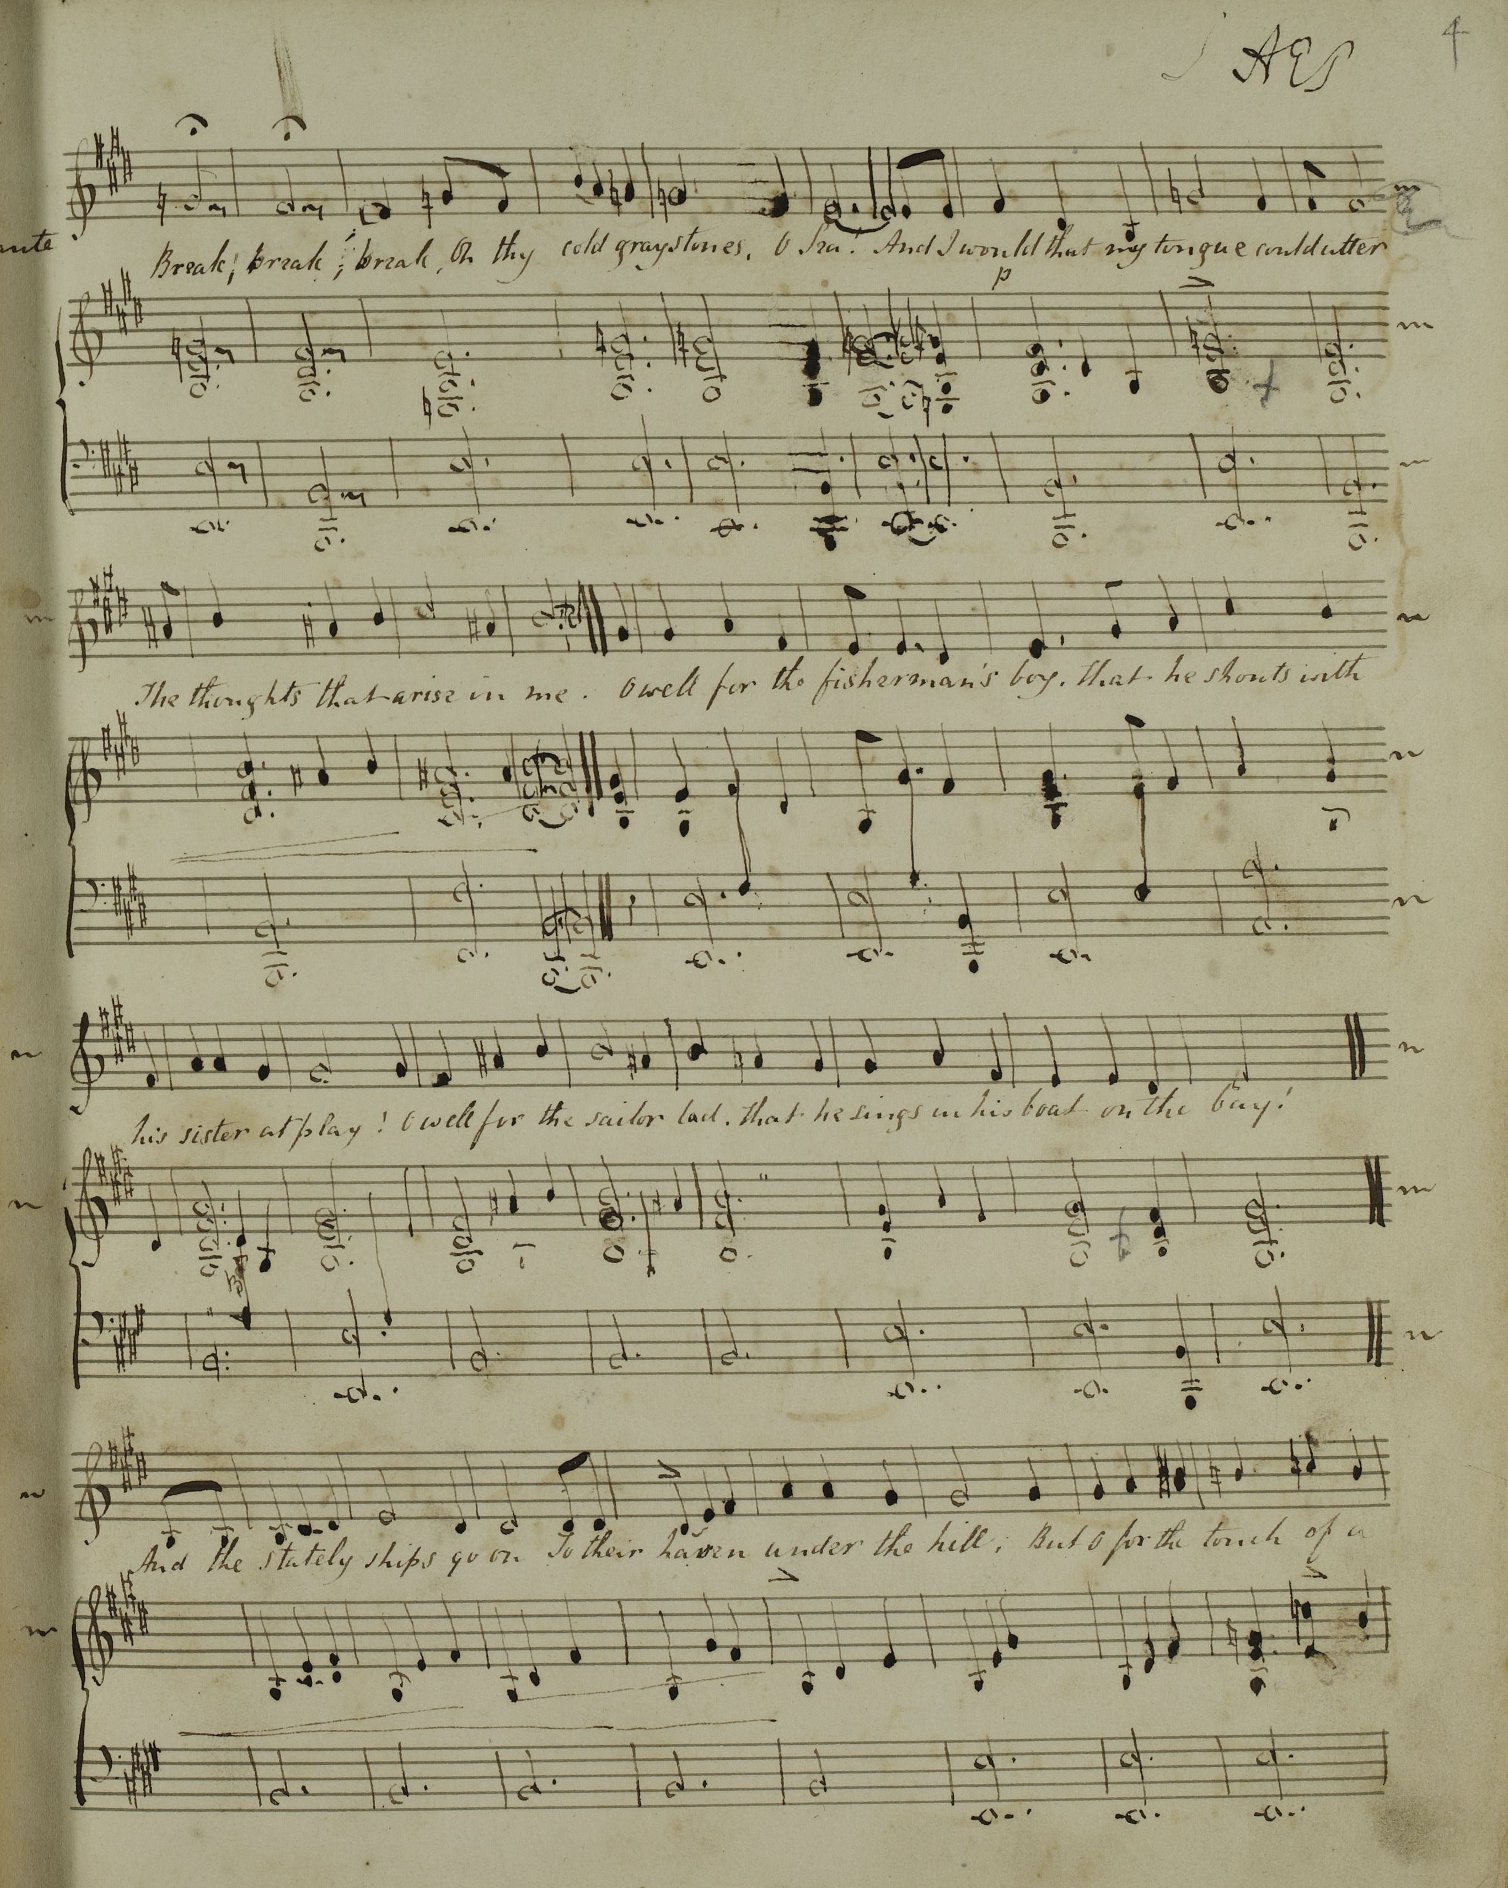 4
AES
Break; break; break, On thy cold gray stones, O Sea! And I would that my tongue could utter
p
The thoughts that arise in me. O well for the fisherman's boy. that he shouts with
his sister at play! O well for the sailor lad. that he sings in his boat on the bay!
And the stately ships go on To their haven under the hill; But O for the touch of a